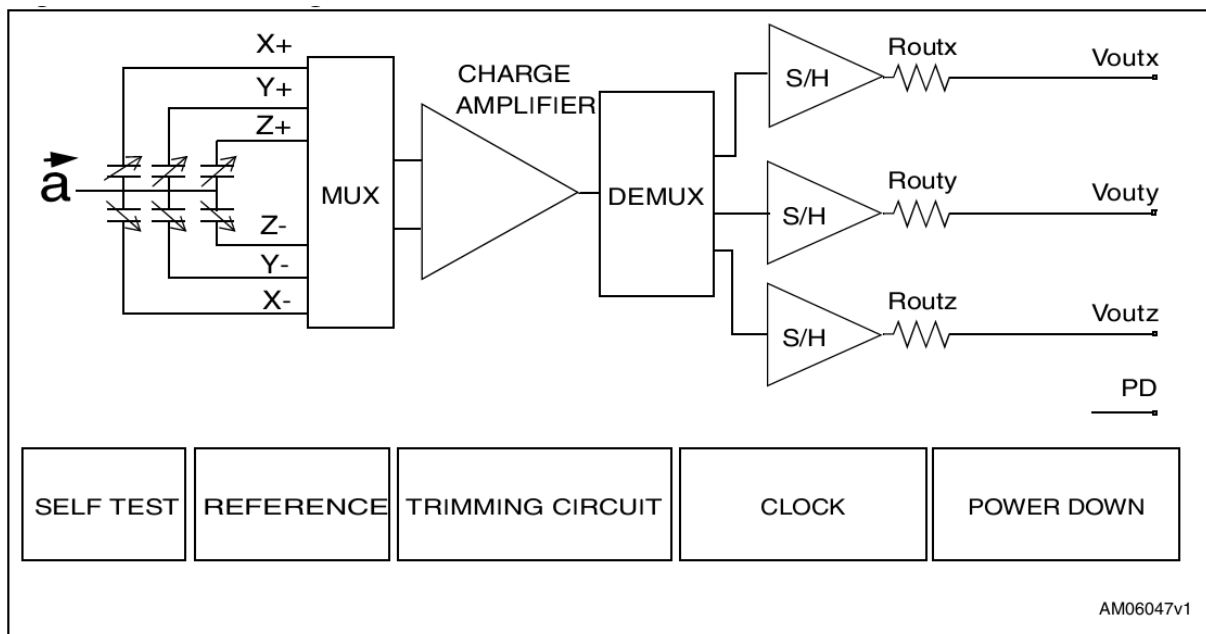 X+
Y+
Z+
a
Z-
Y-
X-
MUX
CHARGE
AMPLIFIER
DEMUX
S/H
Routx
Voutx
S/H
Routy
Vouty
S/H
Routz
Voutz
PD
SELF TEST
REFERENCE
TRIMMING CIRCUIT
CLOCK
POWER DOWN
AM06047v1